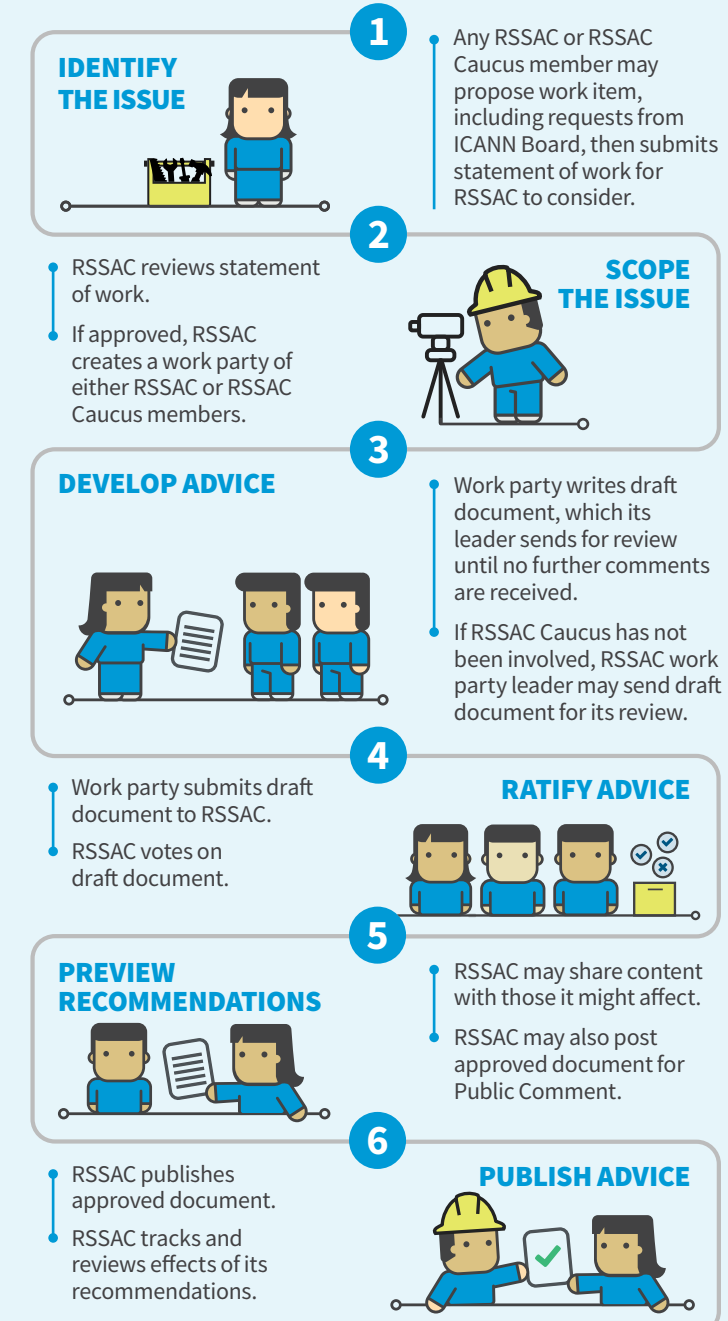 1
IDENTIFY
THE ISSUE
Any RSSAC or RSSAC
Caucus member may
propose work item,
including requests from
ICANN Board, then submits
statement of work for
RSSAC to consider.
2
SCOPE
THE ISSUE
RSSAC reviews statement
of work.
If approved, RSSAC
creates a work party of
either RSSAC or RSSAC
Caucus members.
3
DEVELOP ADVICE
Work party writes draft
document, which its
leader sends for review
until no further comments
are received.
If RSSAC Caucus has not
been involved, RSSAC work
party leader may send draft
document for its review.
4
RATIFY ADVICE
Work party submits draft
document to RSSAC.
RSSAC votes on
draft document.
5
PREVIEW
RECOMMENDATIONS
RSSAC may share content
with those it might affect.
RSSAC may also post
approved document for
Public Comment.
6
PUBLISH ADVICE
RSSAC publishes
approved document.
RSSAC tracks and
reviews effects of its
recommendations.